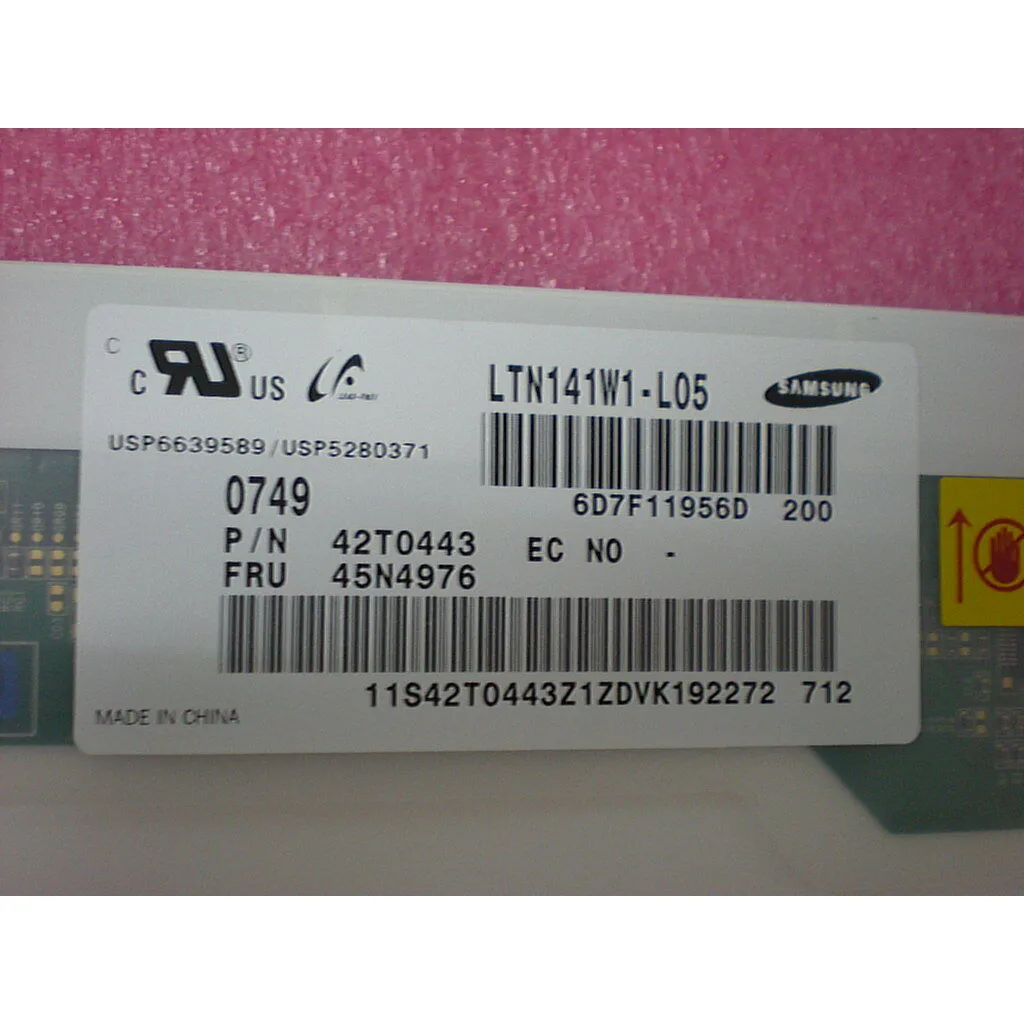 C
C RU® US
LTN141W1-L05
SAMSUNG
USP6639589/USP5280371
6D7F11956D 200
0749
P/N 42T0443 EC NO -
FRU 45N4976
11S42T0443Z1ZDVK192272 712
MADE IN CHINA